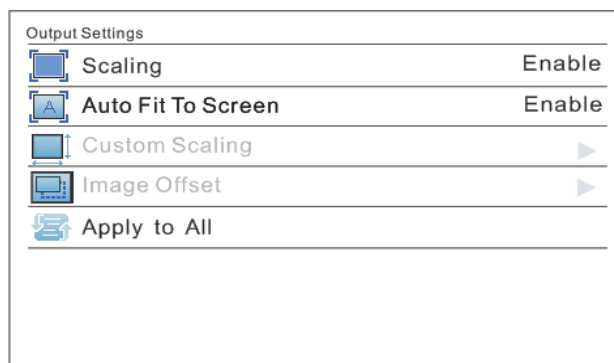 Output Settings
Scaling Enable
A Auto Fit To Screen Enable
Custom Scaling
Image Offset
Apply to All